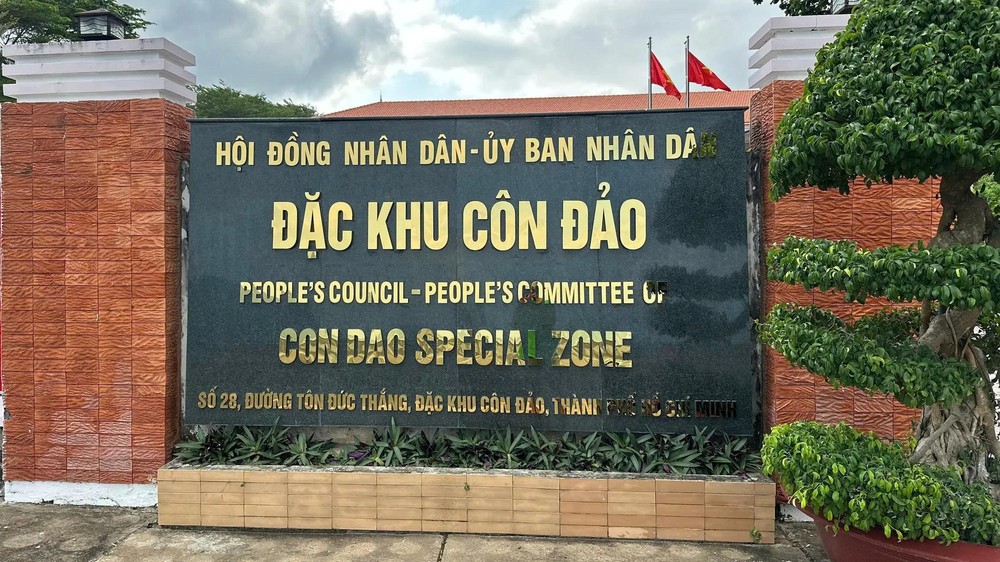 HỘI ĐỒNG NHÂN DÂN - ỦY BAN NHÂN DÂN
ĐẶC KHU CÔN ĐẢO
PEOPLE'S COUNCIL - PEOPLE'S COMMITTEE OF
CON DAO SPECIAL ZONE
SỐ 28, ĐƯỜNG TÔN ĐỨC THẮNG, ĐẶC KHU CÔN ĐẢO, THÀNH PHỐ HỒ CHÍ MINH